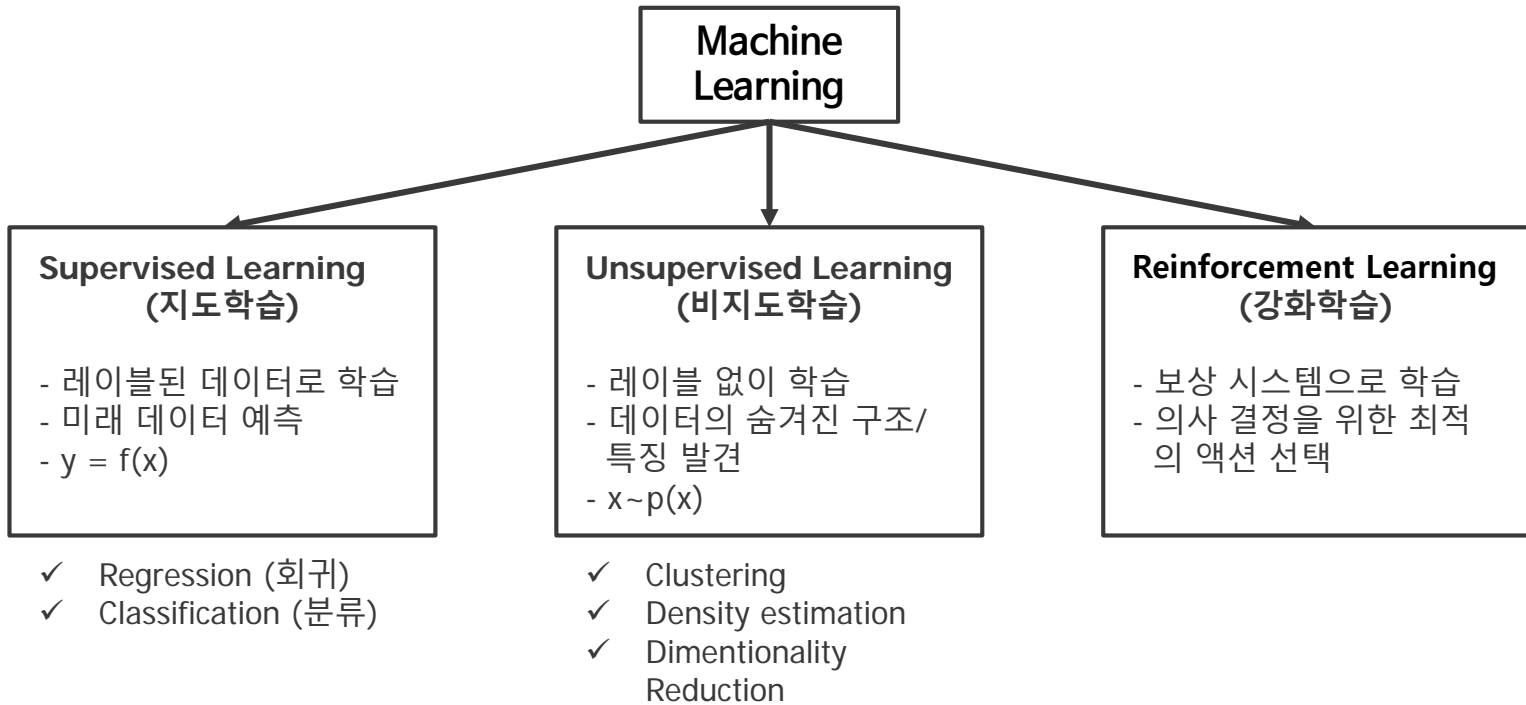 Machine
Learning
Supervised Learning
(지도학습)
- 레이블된 데이터로 학습
- 미래 데이터 예측
- y = f(x)
✓ Regression (회귀)
✓ Classification (분류)
Unsupervised Learning
(비지도학습)
- 레이블 없이 학습
- 데이터의 숨겨진 구조/
특징 발견
- x~p(x)
✓ Clustering
✓ Density estimation
✓ Dimentionality
Reduction
Reinforcement Learning
(강화학습)
- 보상 시스템으로 학습
- 의사 결정을 위한 최적
의 액션 선택